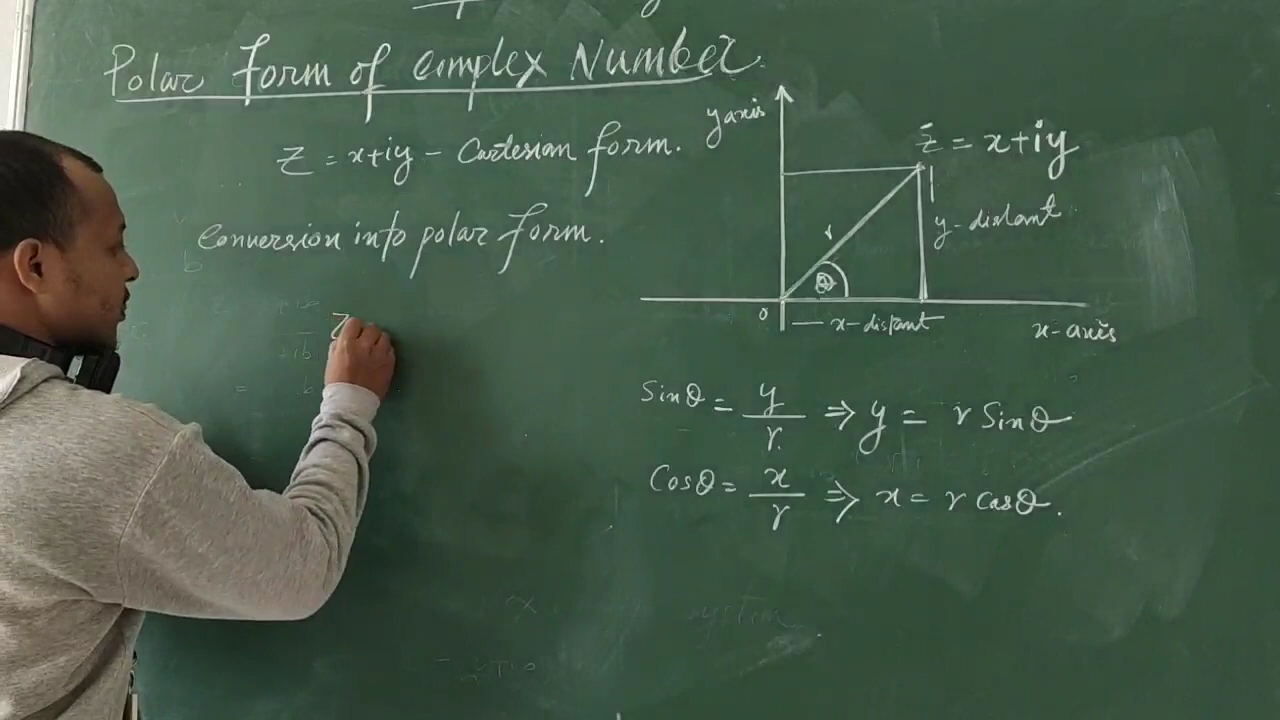 Polar form of complex Number.
Z = x+iy – Cartesian form.
Conversion into polar form.
Z
y axis
Z = x+iy
y-distant
r
θ
0
x-distant
x-axis
Sinθ = y/r ⇒ y = r Sinθ
Cosθ = x/r ⇒ x = r Cosθ.